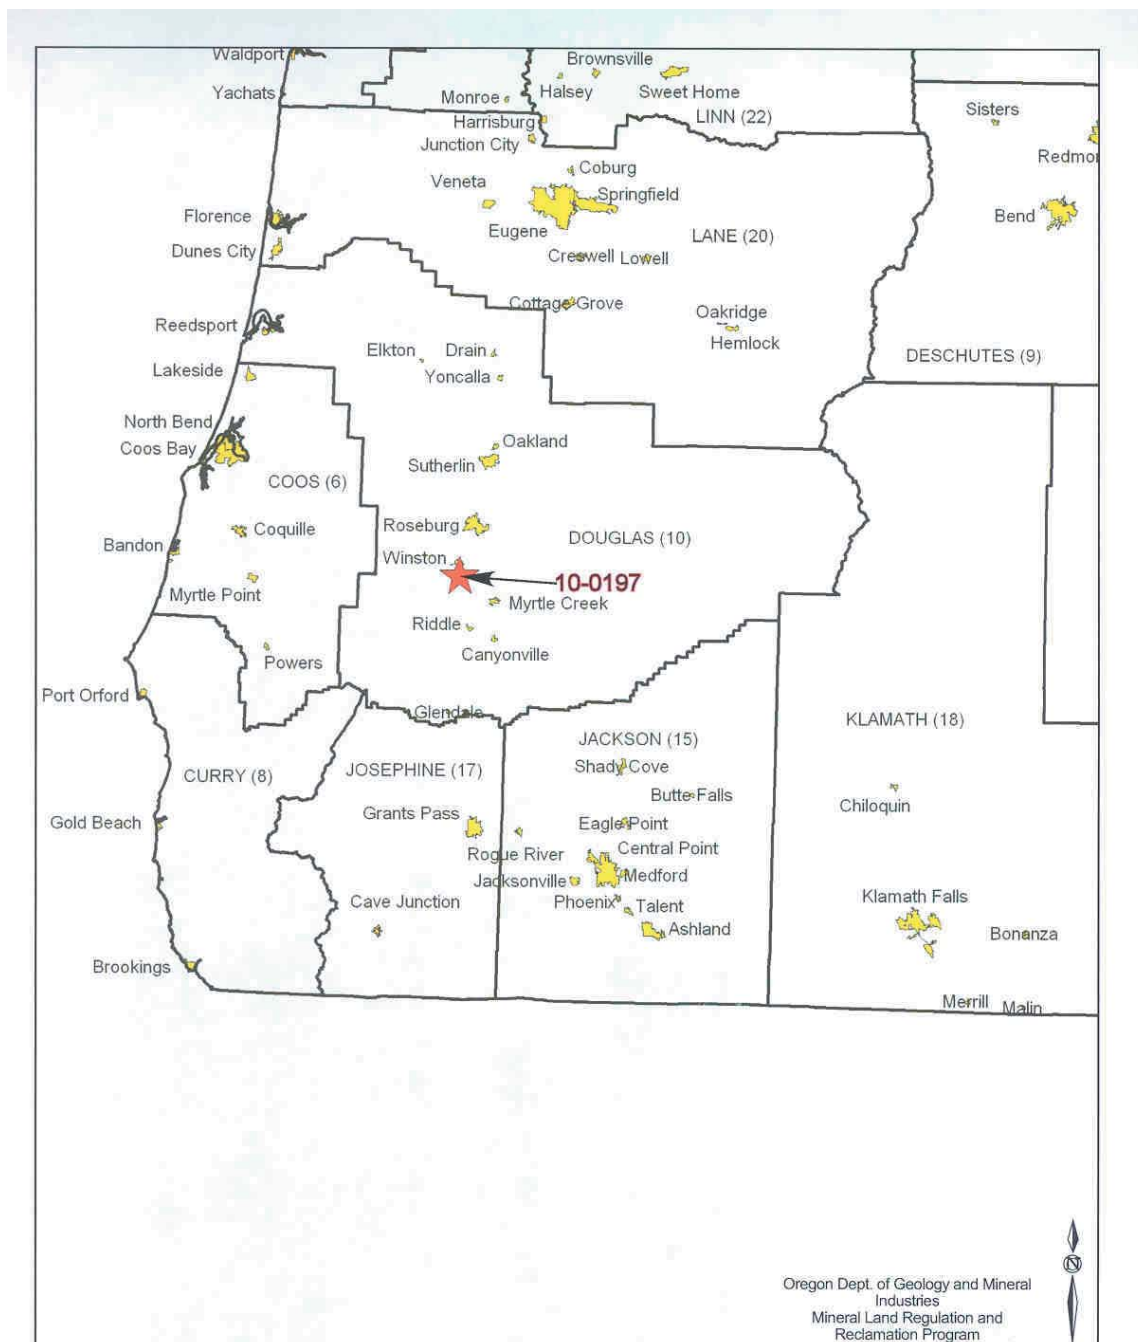 Waldport
Brownsville
Yachats
Monroe
Halsey
Sweet Home
Sisters
Harrisburg
LINN (22)
Junction City
Redmon
Coburg
Veneta
Springfield
Florence
Bend
Eugene
LANE (20)
Dunes City
Creswell
Lowell
Cottage Grove
Oakridge
Reedsport
Hemlock
Elkton
Drain
DESCHUTES (9)
Lakeside
Yoncalla
North Bend
Coos Bay
Oakland
Sutherlin
COOS (6)
Roseburg
Coquille
DOUGLAS (10)
Bandon
Winston
10-0197
Myrtle Point
Myrtle Creek
Riddle
Canyonville
Powers
Port Orford
Glendale
KLAMATH (18)
JACKSON (15)
CURRY (8)
JOSEPHINE (17)
Shady Cove
Butte Falls
Chiloquin
Grants Pass
Gold Beach
Eagle Point
Rogue River
Central Point
Jacksonville
Medford
Cave Junction
Phoenix
Talent
Klamath Falls
Ashland
Bonanza
Brookings
Merrill
Malin
N
Oregon Dept. of Geology and Mineral
Industries
Mineral Land Regulation and
Reclamation Program